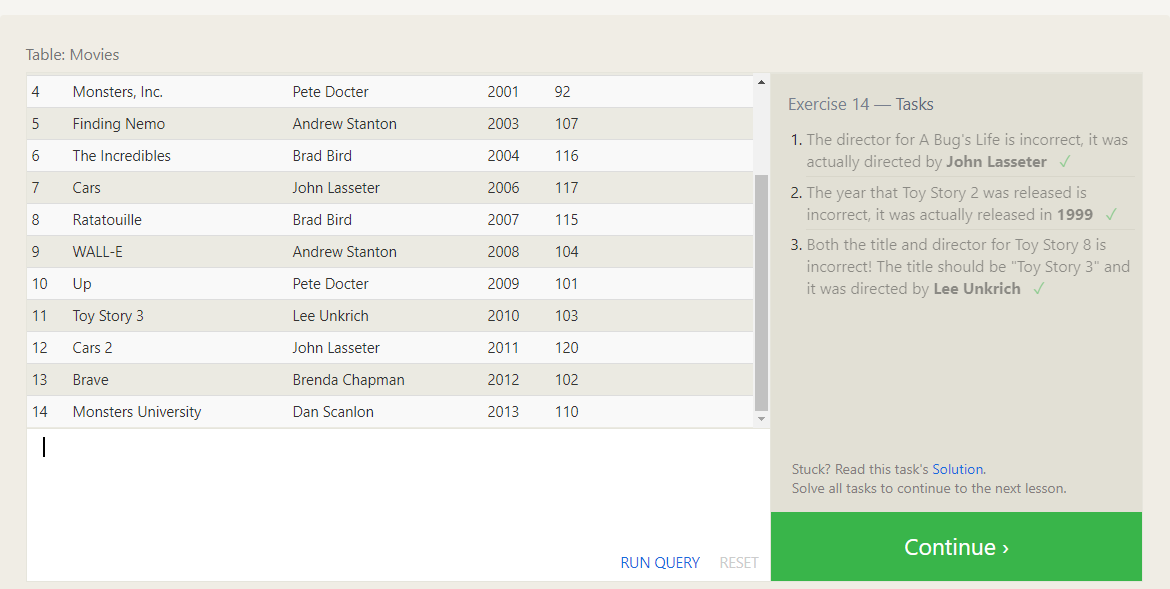 Table: Movies
4 Monsters, Inc. Pete Docter 2001 92
5 Finding Nemo Andrew Stanton 2003 107
6 The Incredibles Brad Bird 2004 116
7 Cars John Lasseter 2006 117
8 Ratatouille Brad Bird 2007 115
9 WALL-E Andrew Stanton 2008 104
10 Up Pete Docter 2009 101
11 Toy Story 3 Lee Unkrich 2010 103
12 Cars 2 John Lasseter 2011 120
13 Brave Brenda Chapman 2012 102
14 Monsters University Dan Scanlon 2013 110
RUN QUERY RESET
Exercise 14 — Tasks
1. The director for A Bug's Life is incorrect, it was
actually directed by John Lasseter ✓
2. The year that Toy Story 2 was released is
incorrect, it was actually released in 1999 ✓
3. Both the title and director for Toy Story 8 is
incorrect! The title should be "Toy Story 3" and
it was directed by Lee Unkrich ✓
Stuck? Read this task's Solution.
Solve all tasks to continue to the next lesson.
Continue ›